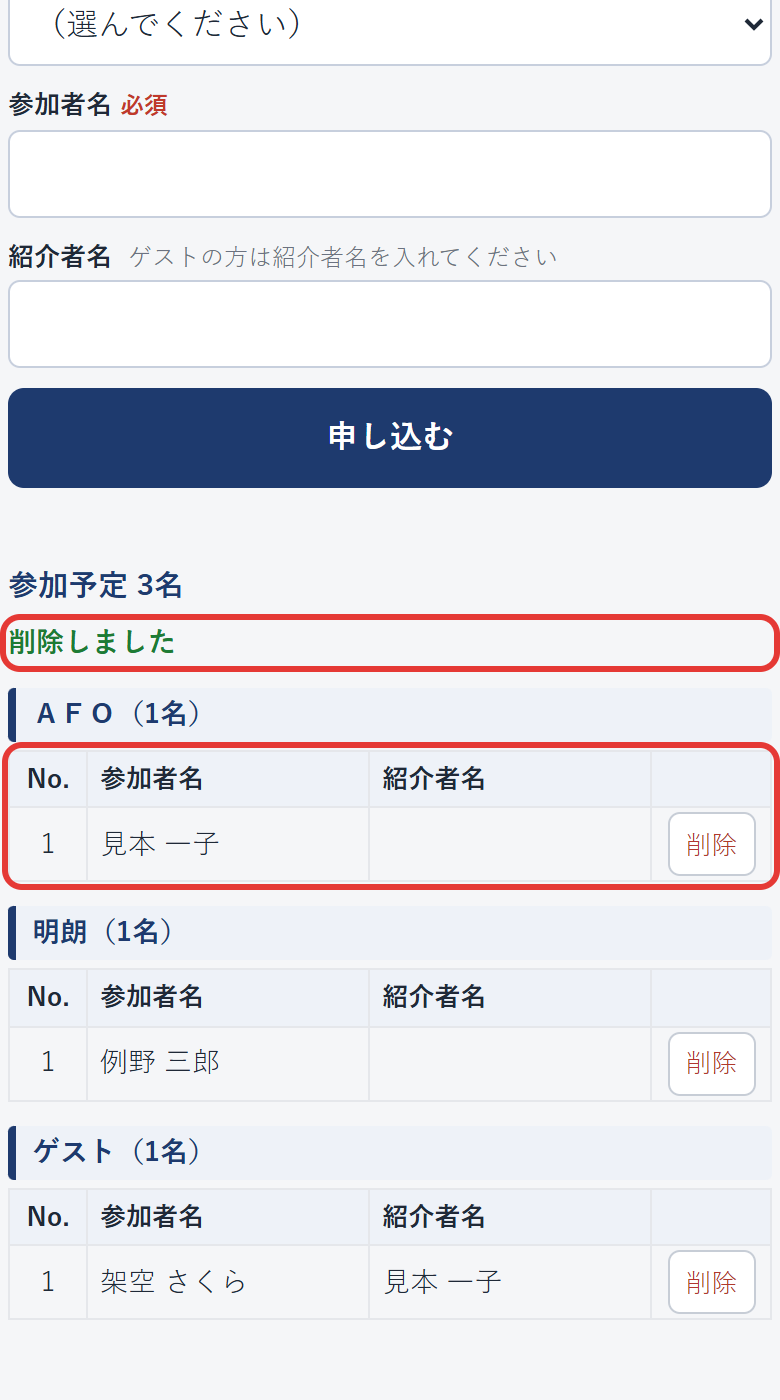 （選んでください）
参加者名 必須
紹介者名 ゲストの方は紹介者名を入れてください
申し込む
参加予定 3名
削除しました
ＡＦＯ（1名）
No. 参加者名 紹介者名
1 見本 一子 削除
明朗（1名）
No. 参加者名 紹介者名
1 例野 三郎 削除
ゲスト（1名）
No. 参加者名 紹介者名
1 架空 さくら 見本 一子 削除